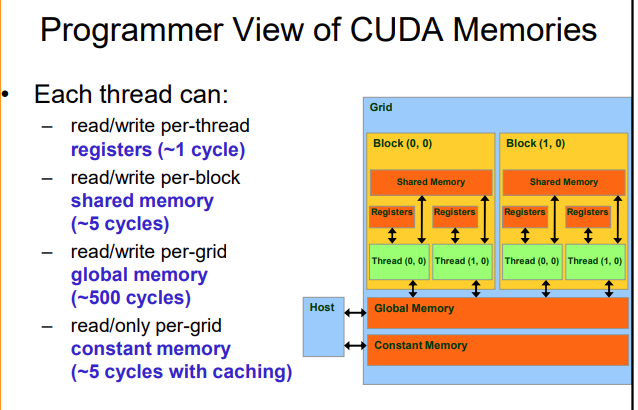 Programmer View of CUDA Memories
• Each thread can:
– read/write per-thread
registers (~1 cycle)
– read/write per-block
shared memory
(~5 cycles)
– read/write per-grid
global memory
(~500 cycles)
– read/only per-grid
constant memory
(~5 cycles with caching)
Grid
Block (0, 0)
Block (1, 0)
Shared Memory
Shared Memory
Registers
Registers
Registers
Registers
Thread (0, 0)
Thread (1, 0)
Thread (0, 0)
Thread (1, 0)
Host
Global Memory
Constant Memory